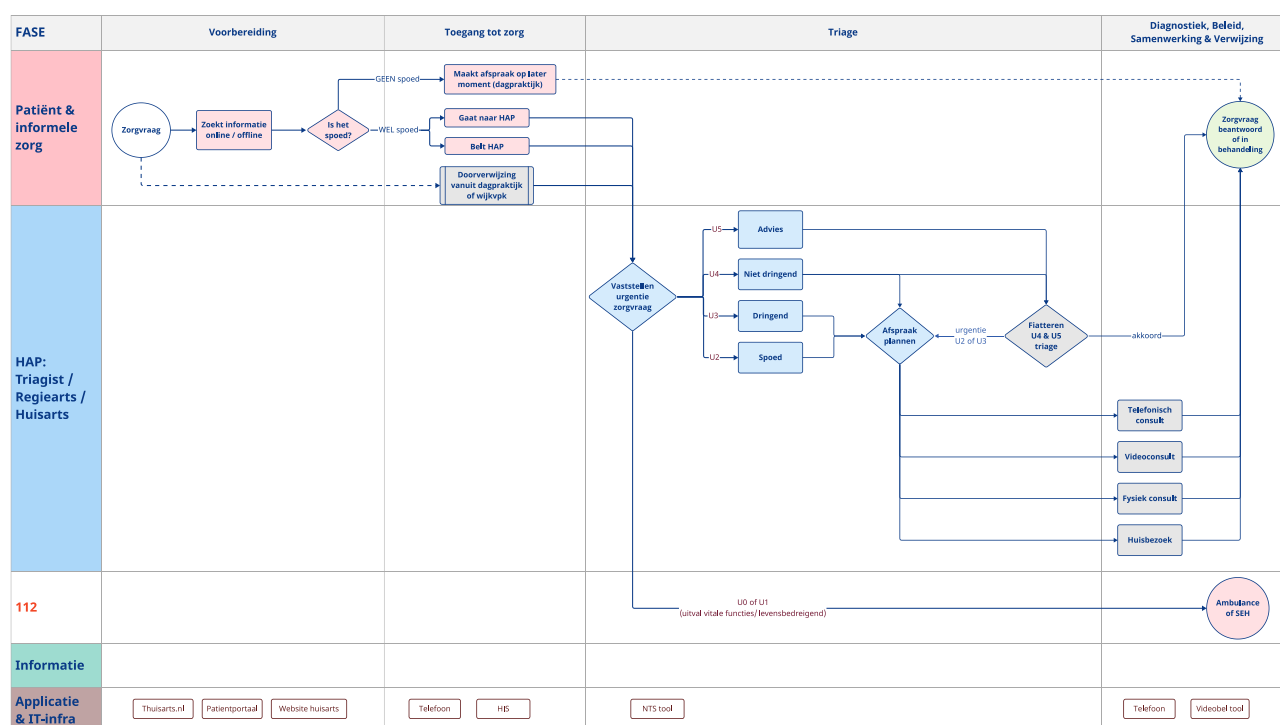 FASE
Voorbereiding
Toegang tot zorg
Triage
Diagnostiek, Beleid,
Samenwerking & Verwijzing
Patiënt &
informele
zorg
Zorgvraag
Zoekt informatie
online / offline
Is het
spoed?
GEEN spoed
WEL spoed
Maakt afspraak op later
moment (dagpraktijk)
Gaat naar HAP
Belt HAP
Doorverwijzing
vanuit dagpraktijk
of wijkvpk
Zorgvraag
beantwoord
of in
behandeling
HAP:
Triagist /
Regiearts /
Huisarts
Vaststellen
urgentie
zorgvraag
U5
Advies
U4
Niet dringend
U3
Dringend
U2
Spoed
Afspraak
plannen
urgentie
U2 of U3
Fiatteren
U4 & U5
triage
akkoord
Telefonisch
consult
Videoconsult
Fysiek consult
Huisbezoek
112
U0 of U1
(uitval vitale functies/ levensbedreigend)
Ambulance
of SEH
Informatie
Applicatie
& IT-infra
Thuisarts.nl
Patientportaal
Website huisarts
Telefoon
HIS
NTS tool
Telefoon
Videobel tool